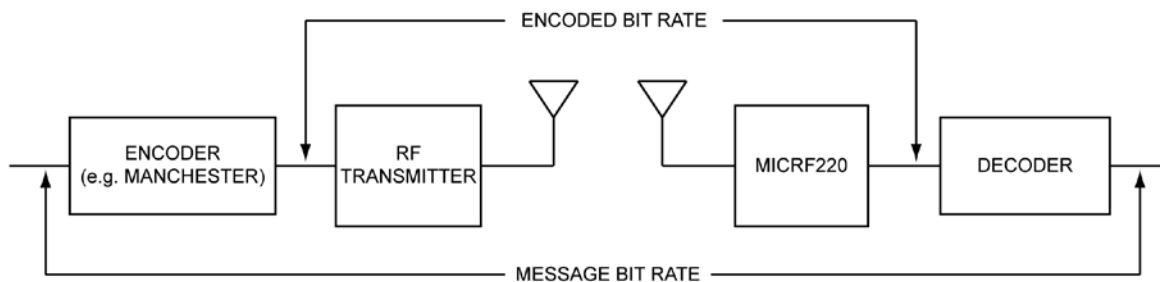 ENCODED BIT RATE
ENCODER
(e.g. MANCHESTER)
RF
TRANSMITTER
MICRF220
DECODER
MESSAGE BIT RATE